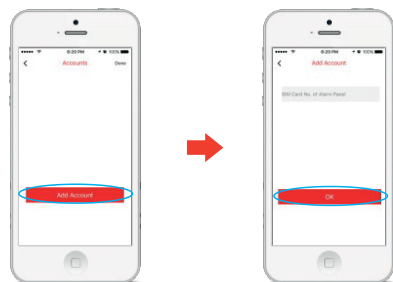 6:20 PM 100%
Accounts Done
Add Account
6:20 PM 100%
Add Account
SIM Card No. of Alarm Panel
OK